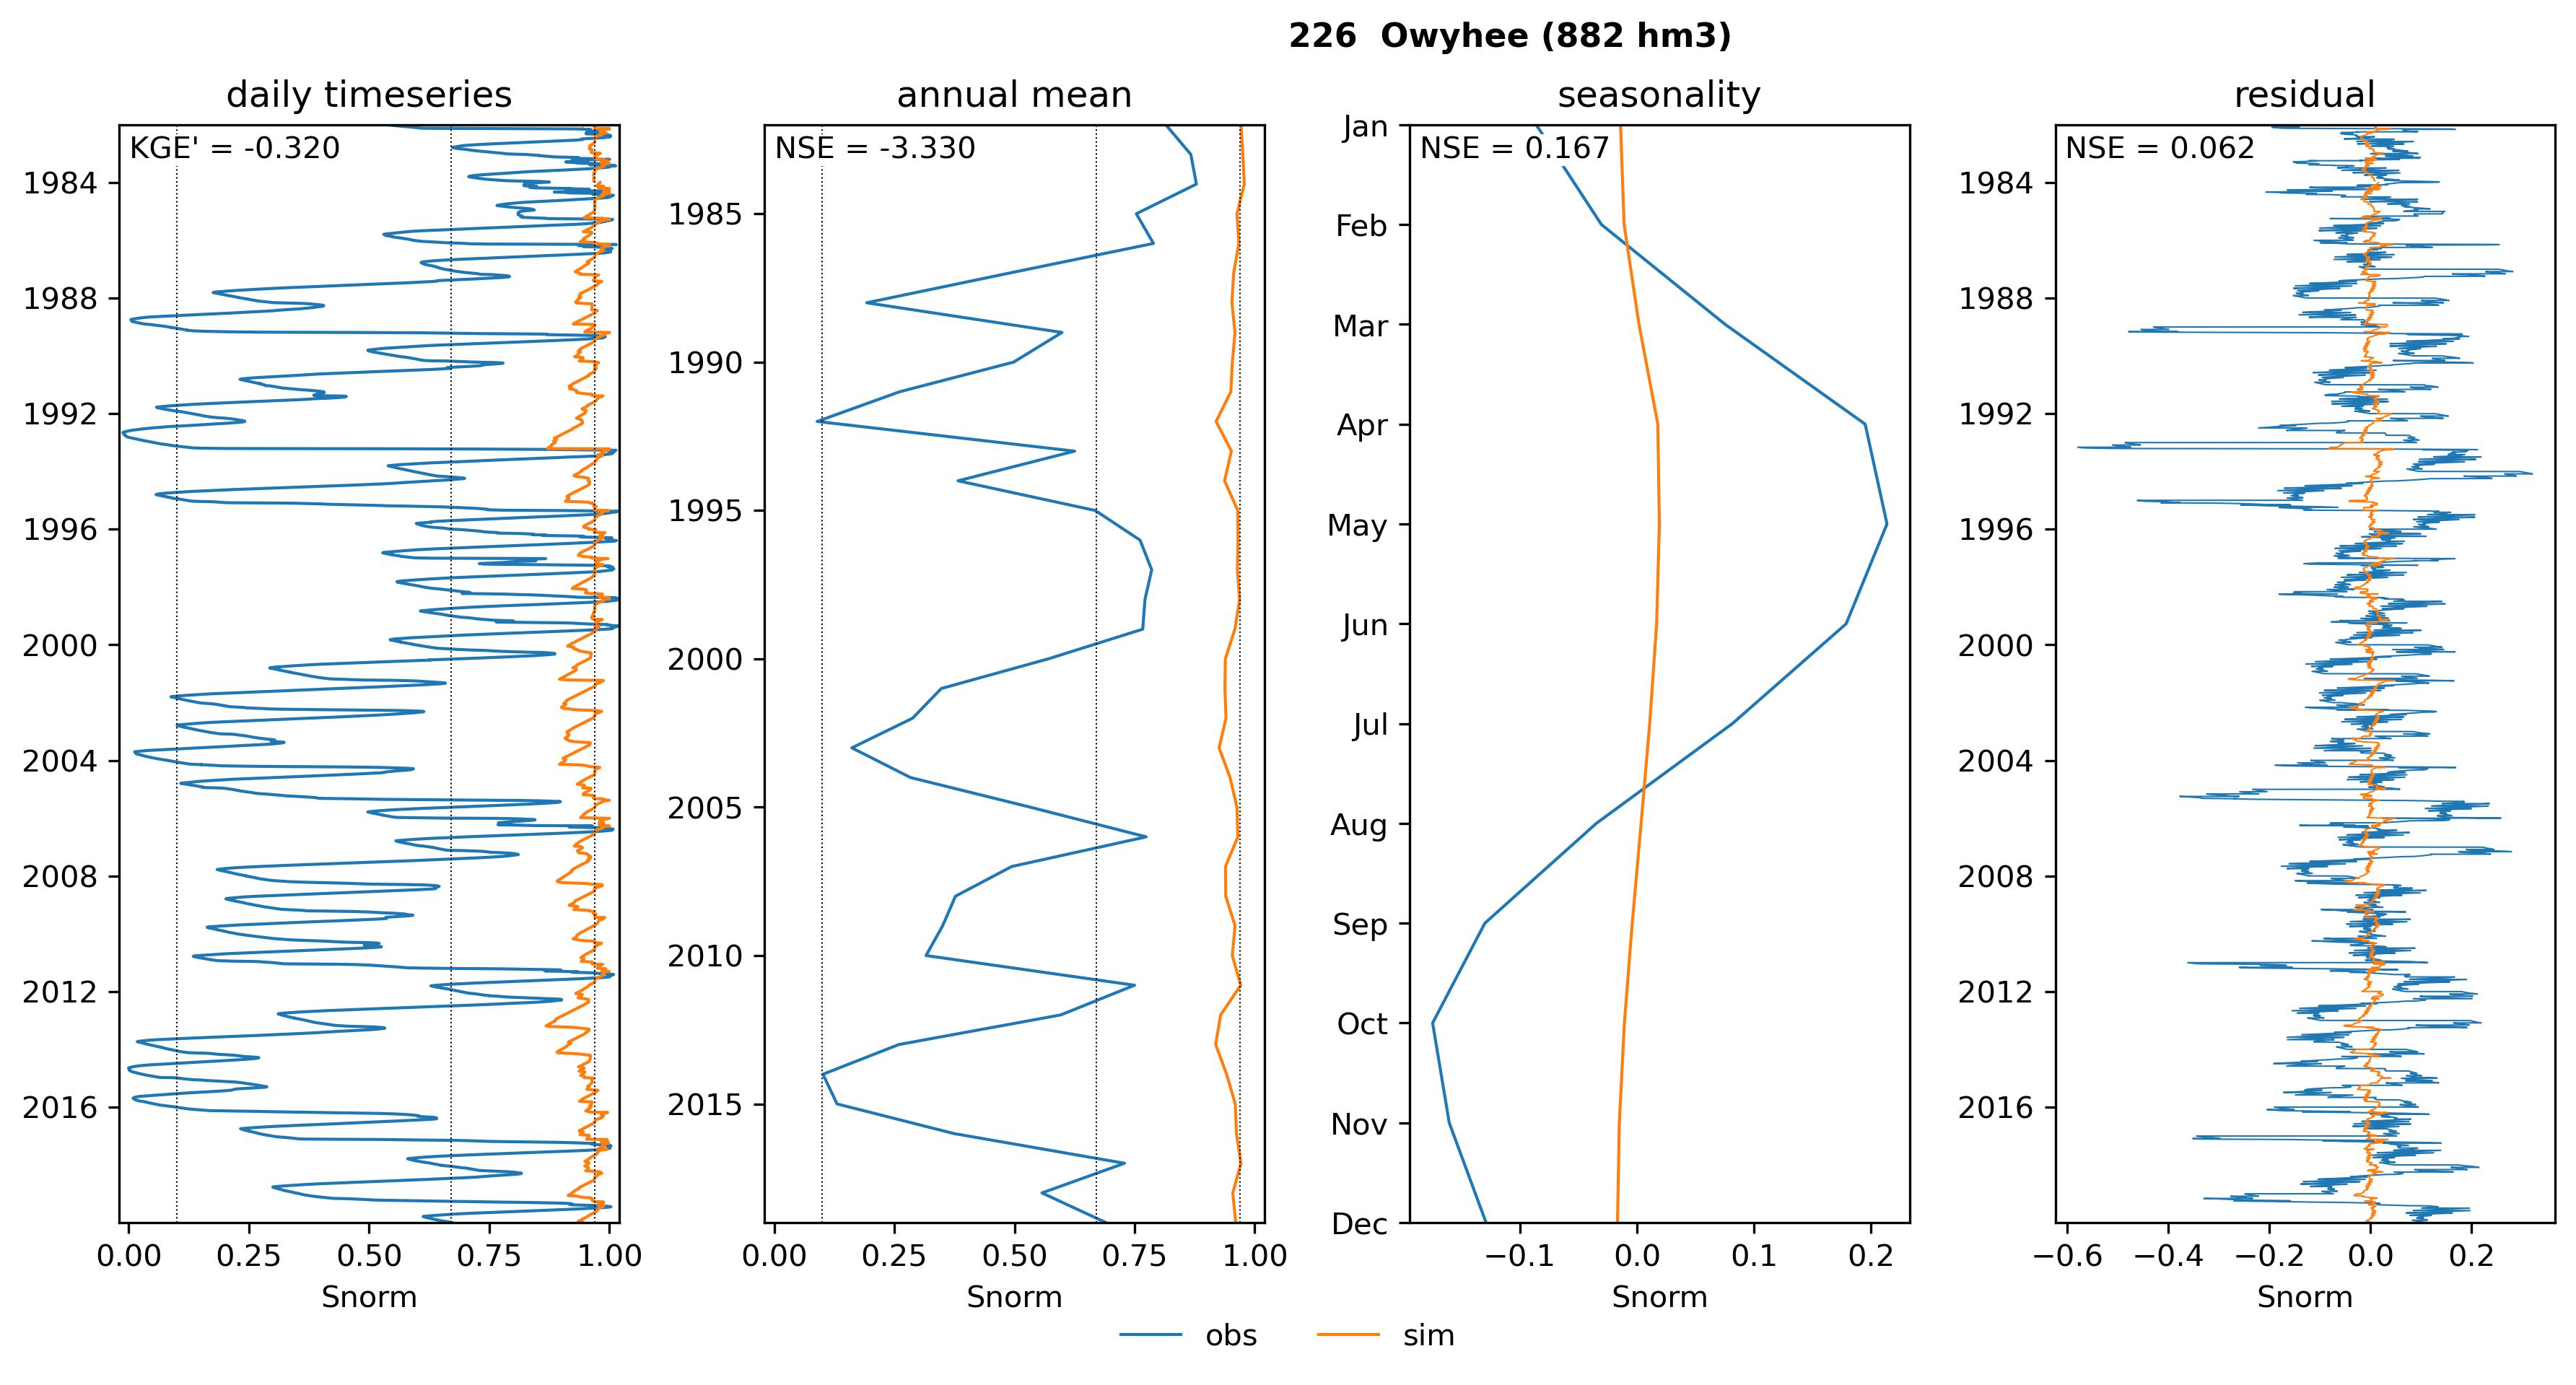 226  Owyhee (882 hm3)
daily timeseries
KGE' = -0.320
1984
1988
1992
1996
2000
2004
2008
2012
2016
0.00 0.25 0.50 0.75 1.00
Snorm
annual mean
NSE = -3.330
1985
1990
1995
2000
2005
2010
2015
0.00 0.25 0.50 0.75 1.00
Snorm
seasonality
NSE = 0.167
Jan
Feb
Mar
Apr
May
Jun
Jul
Aug
Sep
Oct
Nov
Dec
−0.1 0.0 0.1 0.2
Snorm
residual
NSE = 0.062
1984
1988
1992
1996
2000
2004
2008
2012
2016
−0.6 −0.4 −0.2 0.0 0.2
Snorm
obs sim